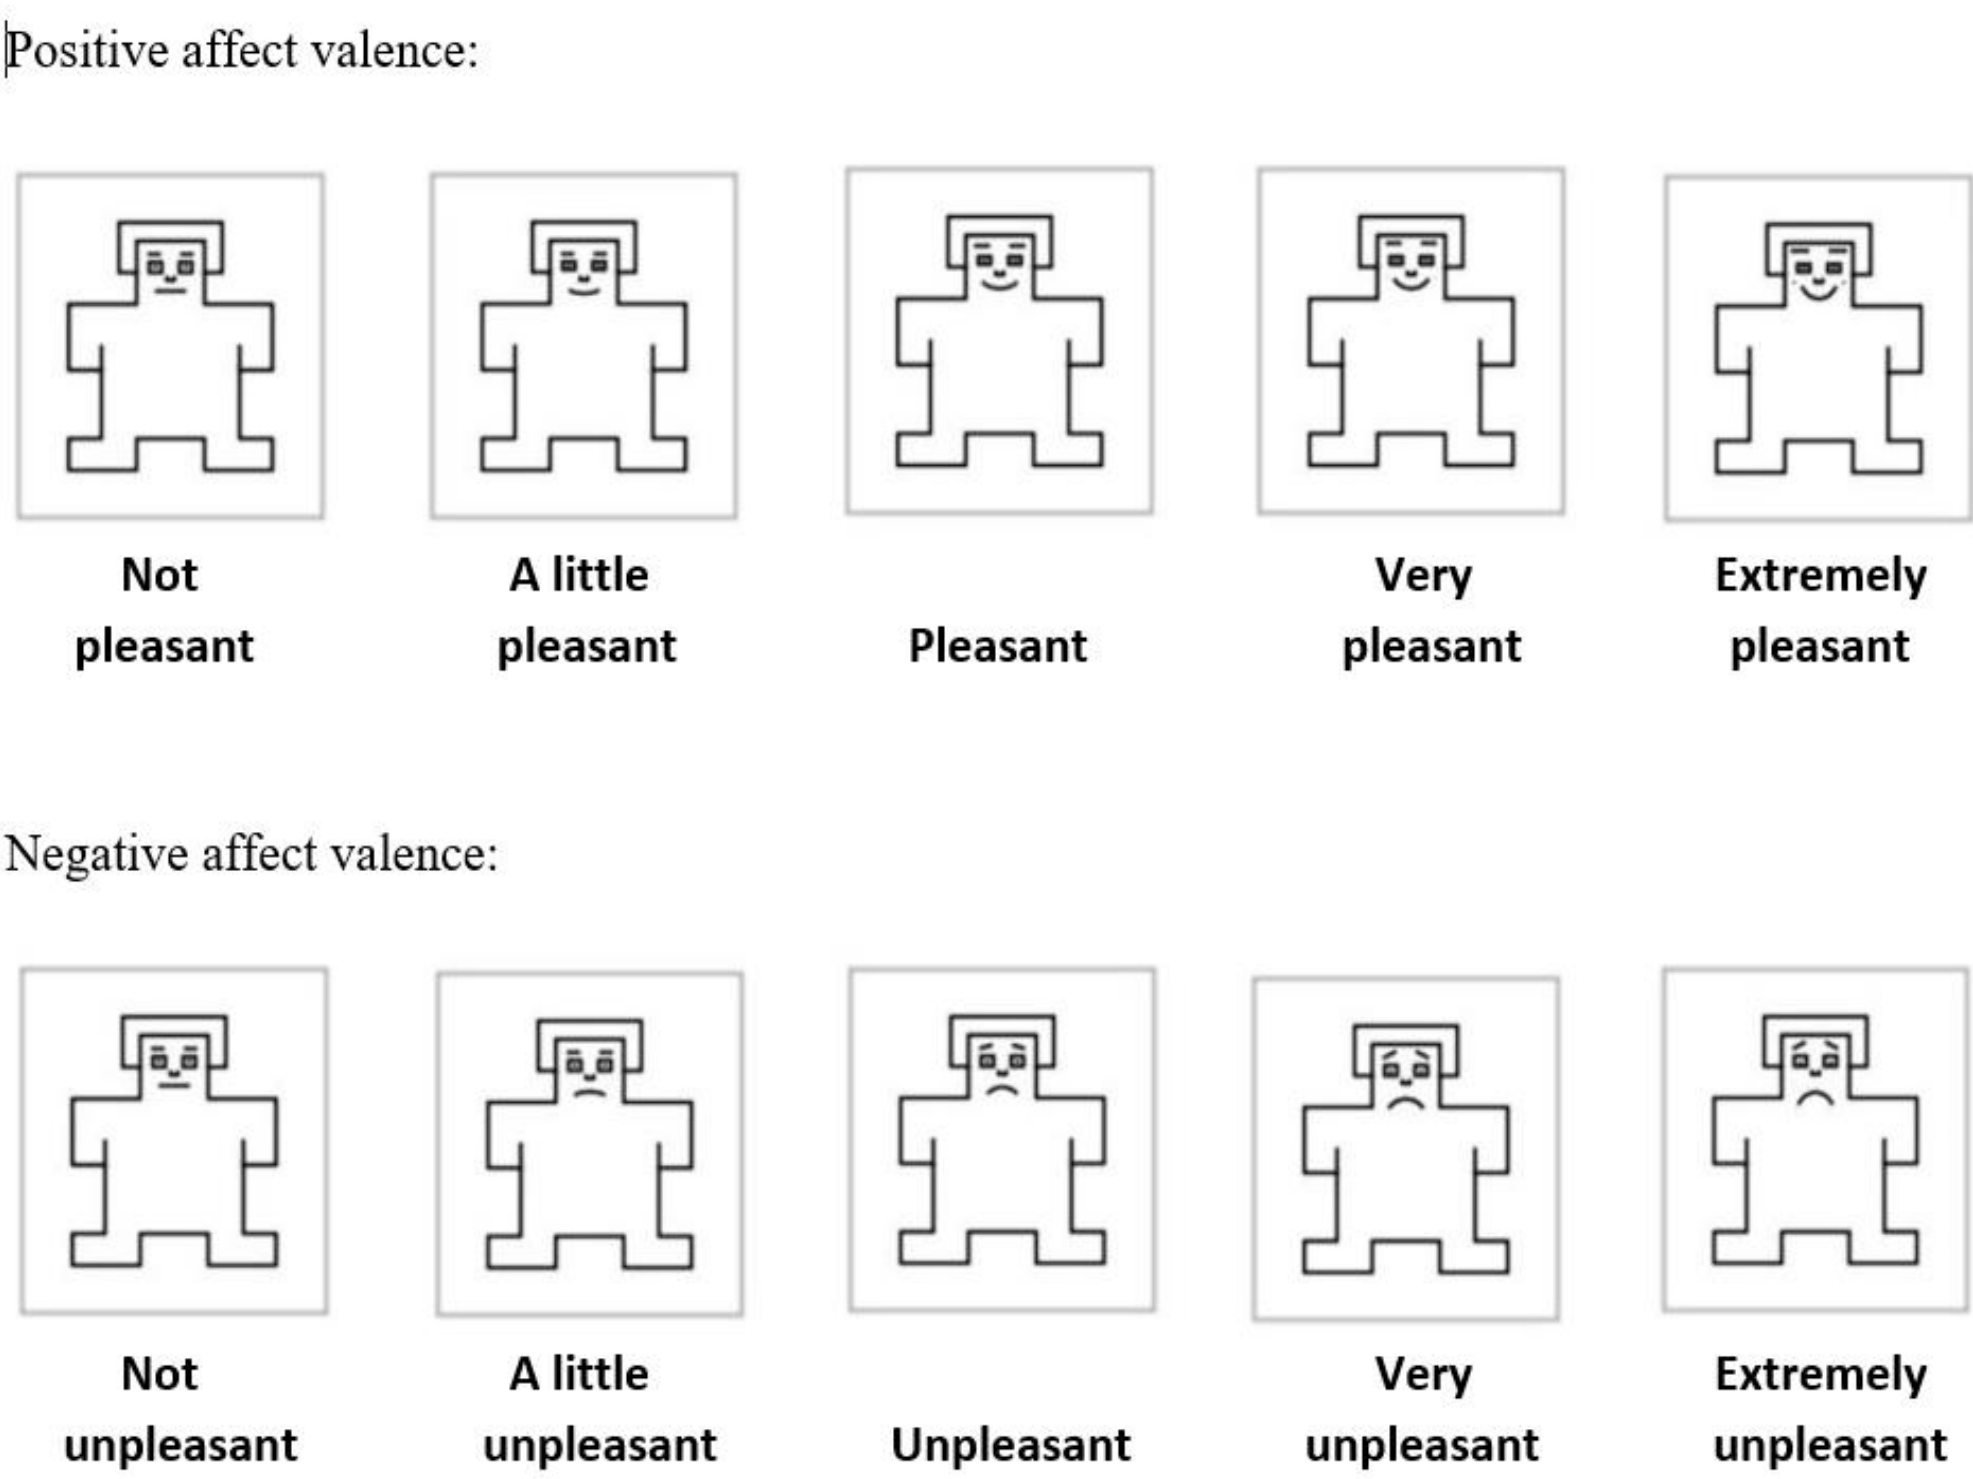 Positive affect valence:
Not A little Very Extremely
pleasant pleasant Pleasant pleasant pleasant
Negative affect valence:
Not A little Very Extremely
unpleasant unpleasant Unpleasant unpleasant unpleasant